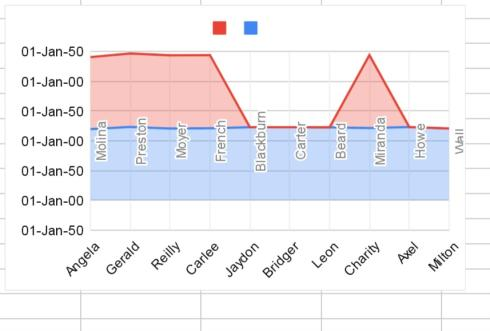 01-Jan-50
01-Jan-00
01-Jan-50
01-Jan-00
01-Jan-50
01-Jan-00
01-Jan-50
Molina
Preston
Moyer
French
Blackburn
Carter
Beard
Miranda
Howe
Wall
Angela
Gerald
Reilly
Carlee
Jaydon
Bridger
Leon
Charity
Axel
Milton